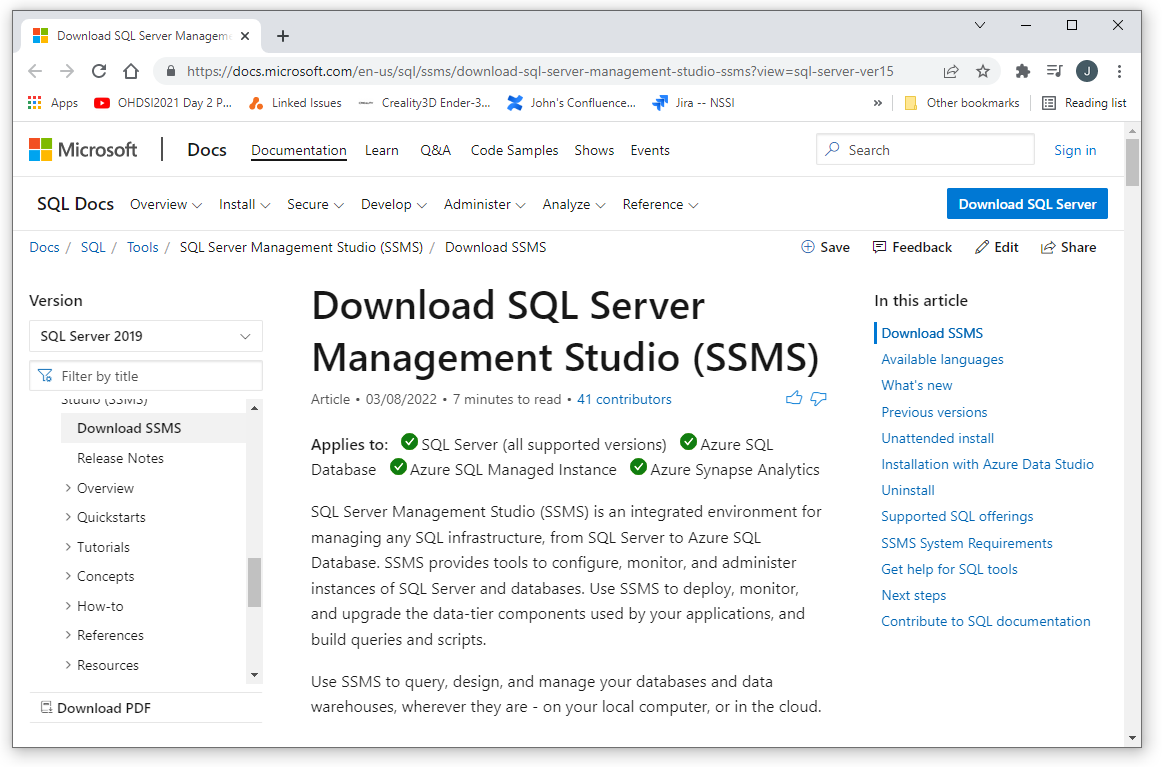 Download SQL Server Managem
https://docs.microsoft.com/en-us/sql/ssms/download-sql-server-management-studio-ssms?view=sql-server-ver15
J
Apps OHDSI2021 Day 2 P... Linked Issues Creality3D Ender-3... John's Confluence... Jira -- NSSI » Other bookmarks Reading list
Microsoft Docs Documentation Learn Q&A Code Samples Shows Events Search Sign in
SQL Docs Overview Install Secure Develop Administer Analyze Reference Download SQL Server
Docs / SQL / Tools / SQL Server Management Studio (SSMS) / Download SSMS Save Feedback Edit Share
Version
SQL Server 2019
Filter by title
Studio (SSMS)
Download SSMS
Release Notes
Overview
Quickstarts
Tutorials
Concepts
How-to
References
Resources
Download PDF
Download SQL Server
Management Studio (SSMS)
Article • 03/08/2022 • 7 minutes to read • 41 contributors
Applies to: SQL Server (all supported versions) Azure SQL
Database Azure SQL Managed Instance Azure Synapse Analytics
SQL Server Management Studio (SSMS) is an integrated environment for
managing any SQL infrastructure, from SQL Server to Azure SQL
Database. SSMS provides tools to configure, monitor, and administer
instances of SQL Server and databases. Use SSMS to deploy, monitor,
and upgrade the data-tier components used by your applications, and
build queries and scripts.
Use SSMS to query, design, and manage your databases and data
warehouses, wherever they are - on your local computer, or in the cloud.
In this article
Download SSMS
Available languages
What's new
Previous versions
Unattended install
Installation with Azure Data Studio
Uninstall
Supported SQL offerings
SSMS System Requirements
Get help for SQL tools
Next steps
Contribute to SQL documentation